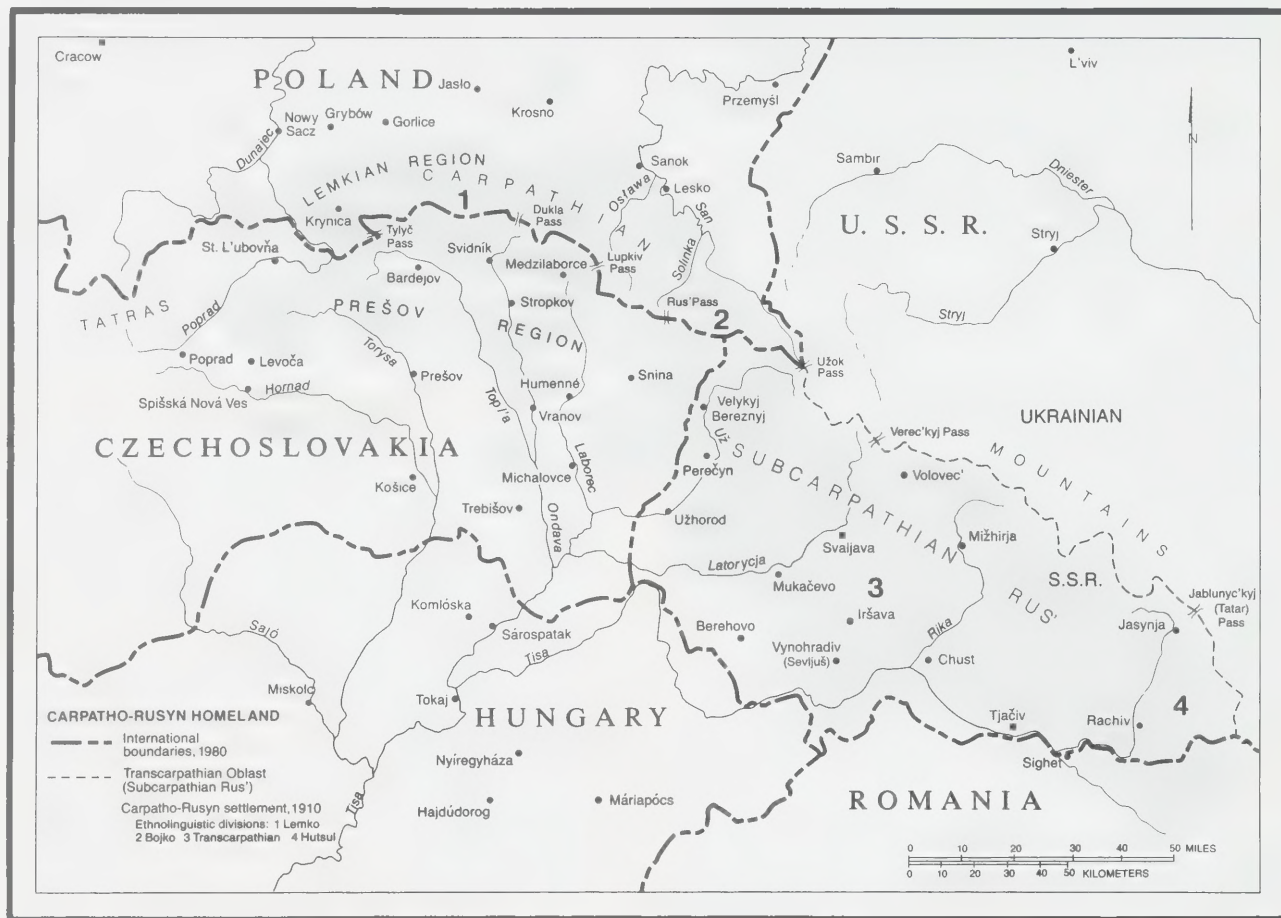 Cracow
POLAND
Jasło
L'viv
Krosno
Przemyśl
Nowy
Sacz
Grybów
Gorlice
Dunajec
N
LEMKIAN REGION
CARPATHIAN
1
Sanok
Lesko
Osława
San
Solinka
Sambir
Dniester
U.S.S.R.
Stryj
Stryj
Krynica
Tylyč
Pass
Dukla
Pass
St. L'ubovňa
Svidník
Bardejov
Medzilaborce
Lupkiv
Pass
Rus' Pass
2
Užok
Pass
TATRAS
Poprad
PREŠOV
REGION
Stropkov
Poprad
Levoča
Torysa
Prešov
Hornad
Spišská Nová Ves
Topl'a
Humenné
Snina
Vranov
Velykyj
Bereznyj
Už
UKRAINIAN
Verec'kyj Pass
MOUNTAINS
CZECHOSLOVAKIA
Laborec
Michalovce
Perečyn
SUBCARPATHIAN
RUS'
Volovec'
Košice
Trebišov
Ondava
Užhorod
Svaljava
Mižhirja
Latorycja
Mukačevo
3
S.S.R.
Jablunyc'kyj
(Tatar)
Pass
Komlóska
Sárospatak
Iršava
Rika
Jasynja
Sajó
Berehovo
Tisa
Vynohradiv
(Sevljuš)
Chust
Miskolc
Tokaj
HUNGARY
Tjačiv
Rachiv
4
Sighet
CARPATHO-RUSYN HOMELAND
International
boundaries, 1980
Transcarpathian Oblast
(Subcarpathian Rus')
Carpatho-Rusyn settlement, 1910
Ethnolinguistic divisions: 1 Lemko
2 Bojko 3 Transcarpathian 4 Hutsul
Nyíregyháza
Hajdúdorog
Máriapócs
Tisa
ROMANIA
0 10 20 30 40 50 MILES
0 10 20 30 40 50 KILOMETERS